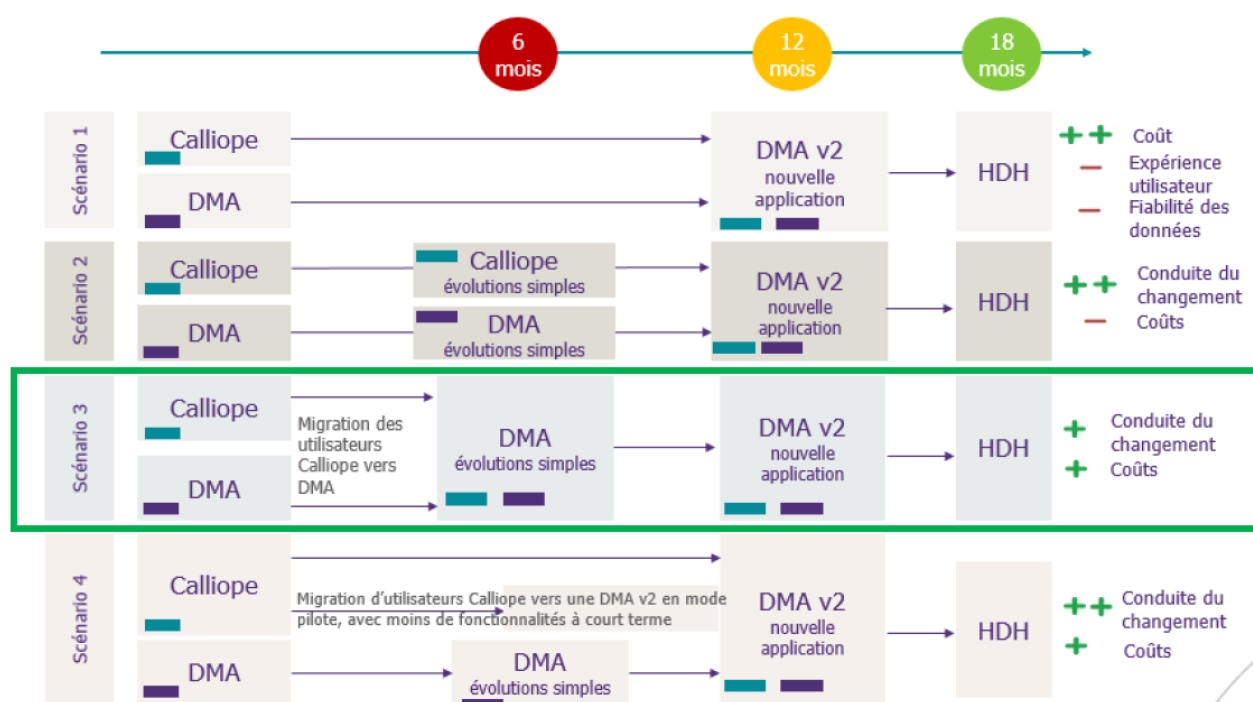 6
mois
12
mois
18
mois
Scénario 1
Calliope
DMA
DMA v2
nouvelle
application
HDH
++ Coût
– Expérience
utilisateur
– Fiabilité des
données
Scénario 2
Calliope
DMA
Calliope
évolutions simples
DMA
évolutions simples
DMA v2
nouvelle
application
HDH
++ Conduite du
changement
– Coûts
Scénario 3
Calliope
DMA
Migration des
utilisateurs
Calliope vers
DMA
DMA
évolutions simples
DMA v2
nouvelle
application
HDH
+ Conduite du
changement
+ Coûts
Scénario 4
Calliope
DMA
Migration d'utilisateurs Calliope vers une DMA v2 en mode
pilote, avec moins de fonctionnalités à court terme
DMA
évolutions simples
DMA v2
nouvelle
application
HDH
++ Conduite du
changement
+ Coûts